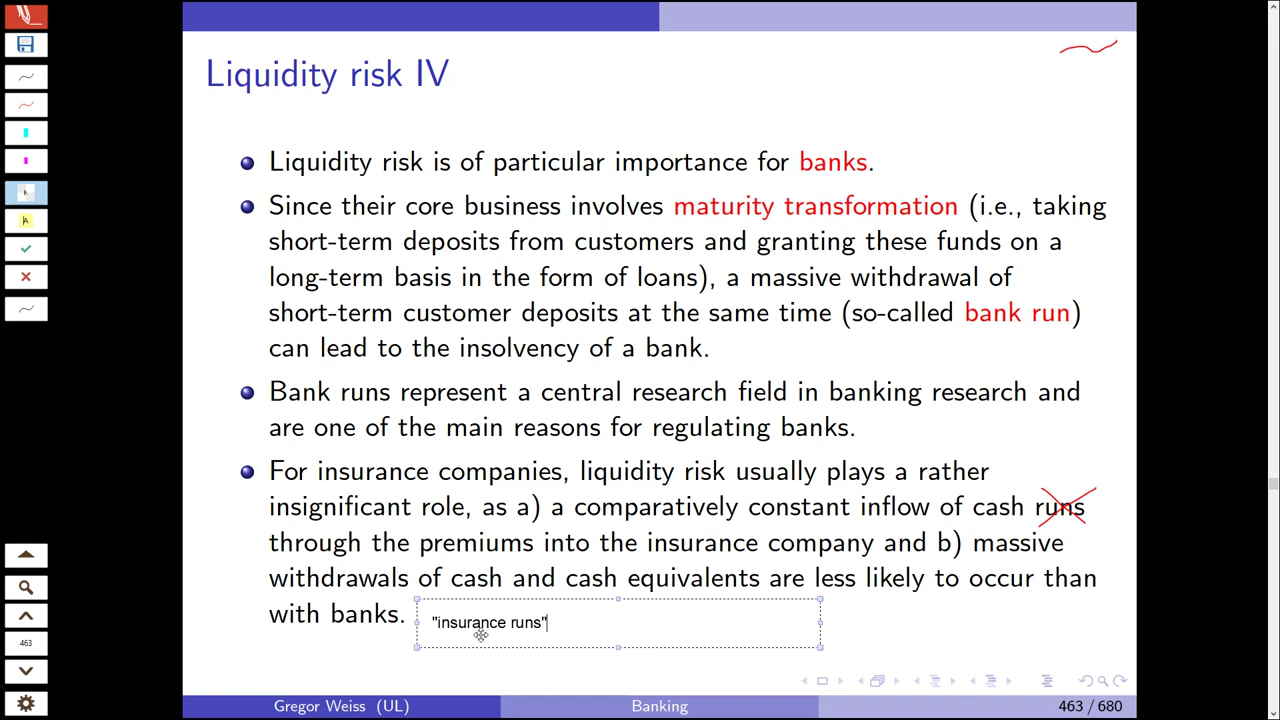 Liquidity risk IV
Liquidity risk is of particular importance for banks.
Since their core business involves maturity transformation (i.e., taking
short-term deposits from customers and granting these funds on a
long-term basis in the form of loans), a massive withdrawal of
short-term customer deposits at the same time (so-called bank run)
can lead to the insolvency of a bank.
Bank runs represent a central research field in banking research and
are one of the main reasons for regulating banks.
For insurance companies, liquidity risk usually plays a rather
insignificant role, as a) a comparatively constant inflow of cash runs
through the premiums into the insurance company and b) massive
withdrawals of cash and cash equivalents are less likely to occur than
with banks.
"insurance runs"
463
Gregor Weiss (UL) Banking 463 / 680